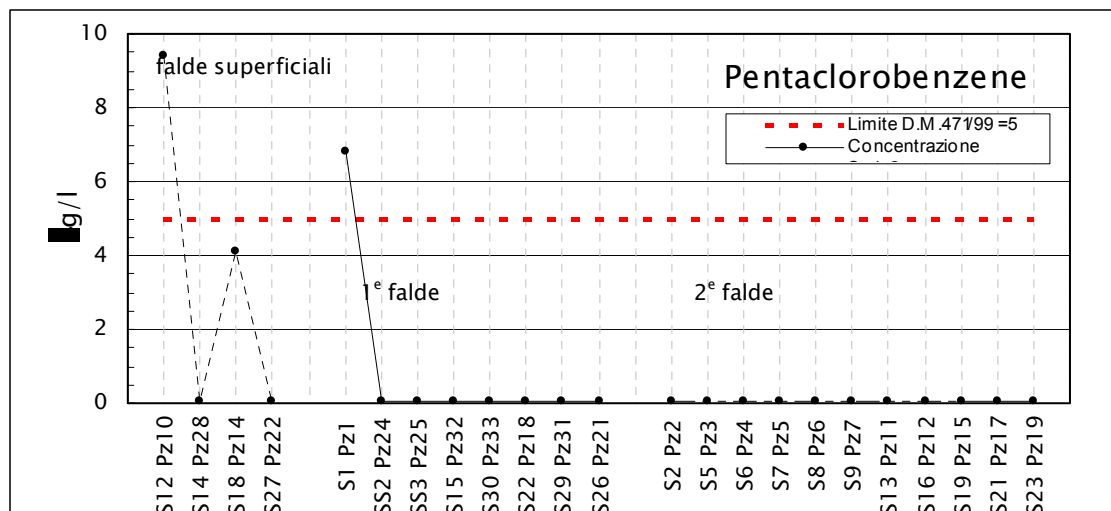 10
falde superficiali
Pentaclorobenzene
8
Limite D.M.471/99 =5
Concentrazione
6
g/l
4
1e falde
2e falde
2
0
S12 Pz10
S14 Pz28
S18 Pz14
S27 Pz22
S1 Pz1
SS2 Pz24
SS3 Pz25
S15 Pz32
S30 Pz33
S22 Pz18
S29 Pz31
S26 Pz21
S2 Pz2
S5 Pz3
S6 Pz4
S7 Pz5
S8 Pz6
S9 Pz7
S13 Pz11
S16 Pz12
S19 Pz15
S21 Pz17
S23 Pz19